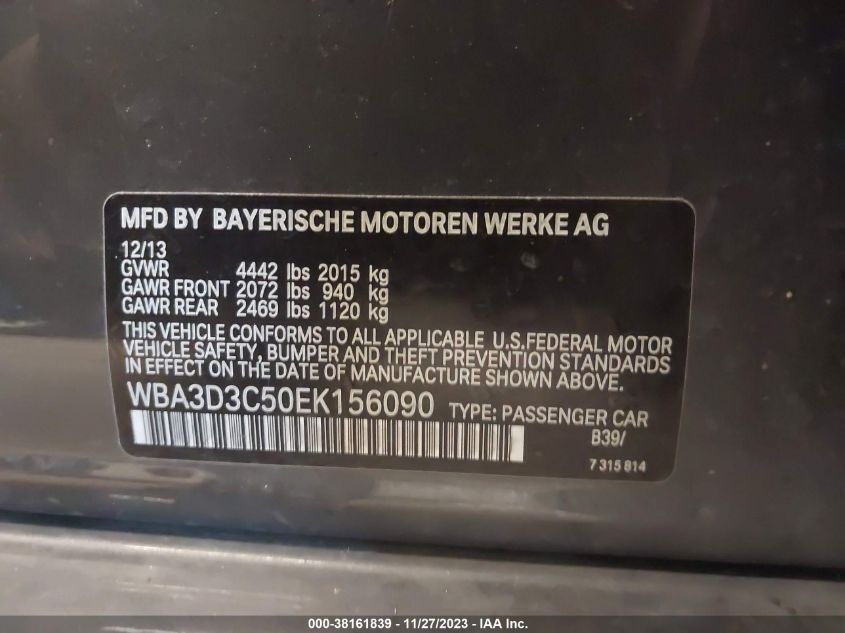 MFD BY BAYERISCHE MOTOREN WERKE AG
12/13
GVWR 4442 lbs 2015 kg
GAWR FRONT 2072 lbs 940 kg
GAWR REAR 2469 lbs 1120 kg
THIS VEHICLE CONFORMS TO ALL APPLICABLE U.S.FEDERAL MOTOR
VEHICLE SAFETY, BUMPER AND THEFT PREVENTION STANDARDS
IN EFFECT ON THE DATE OF MANUFACTURE SHOWN ABOVE.
WBA3D3C50EK156090 TYPE: PASSENGER CAR
B39/
7 315 814
000-38161839 - 11/27/2023 - IAA Inc.